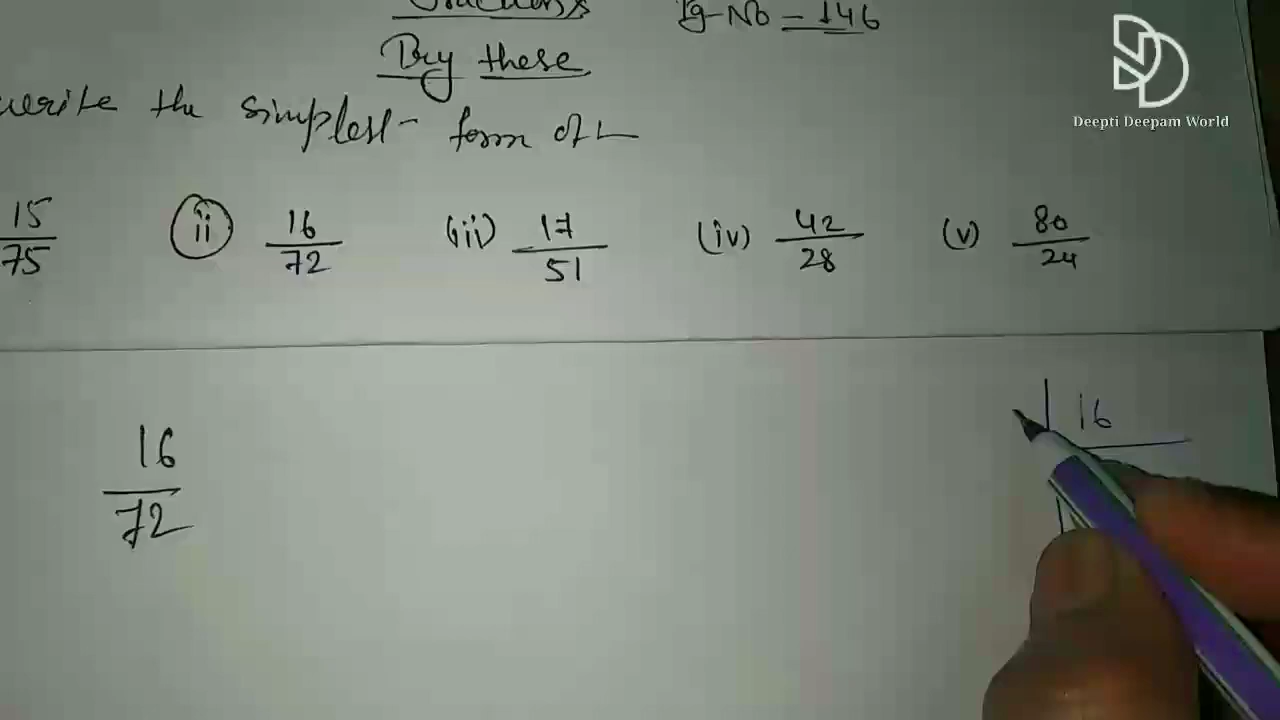 Pg-No - 146
Try these
write the simplest form of
15/75 (ii) 16/72 (iii) 17/51 (iv) 42/28 (v) 80/24
16/72
16
Deepti Deepam World